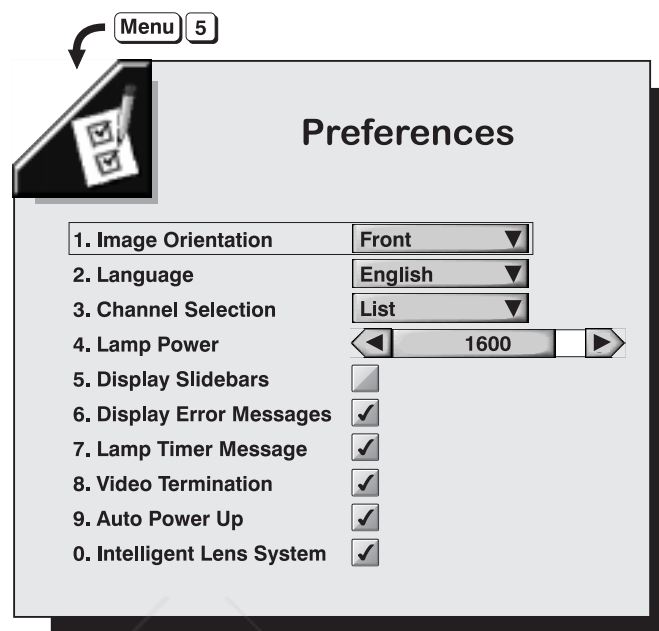 Menu 5
Preferences
1. Image Orientation Front
2. Language English
3. Channel Selection List
4. Lamp Power 1600
5. Display Slidebars
6. Display Error Messages
7. Lamp Timer Message
8. Video Termination
9. Auto Power Up
0. Intelligent Lens System